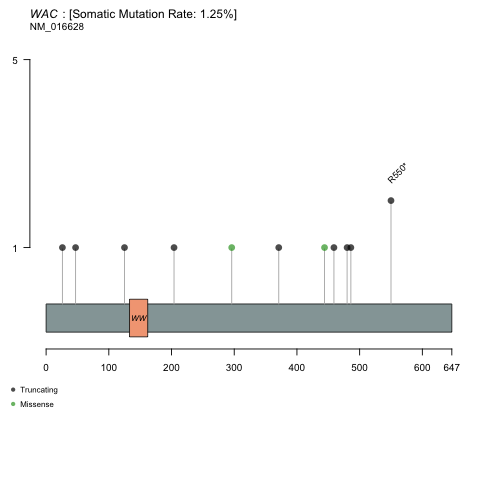 WAC : [Somatic Mutation Rate: 1.25%]
NM_016628
5
R550*
1
WW
0 100 200 300 400 500 600 647
Truncating
Missense